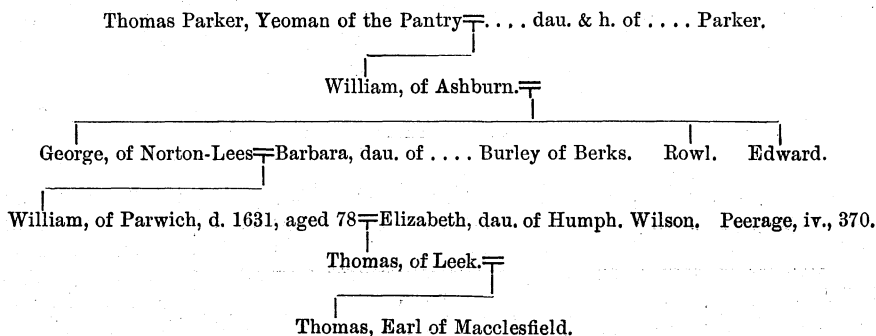 Thomas Parker, Yeoman of the Pantry=. . . . dau. & h. of . . . . Parker.
William, of Ashburn.=
George, of Norton-Lees=Barbara, dau. of . . . . Burley of Berks. Rowl. Edward.
William, of Parwich, d. 1631, aged 78=Elizabeth, dau. of Humph. Wilson. Peerage, iv., 370.
Thomas, of Leek.=
Thomas, Earl of Macclesfield.